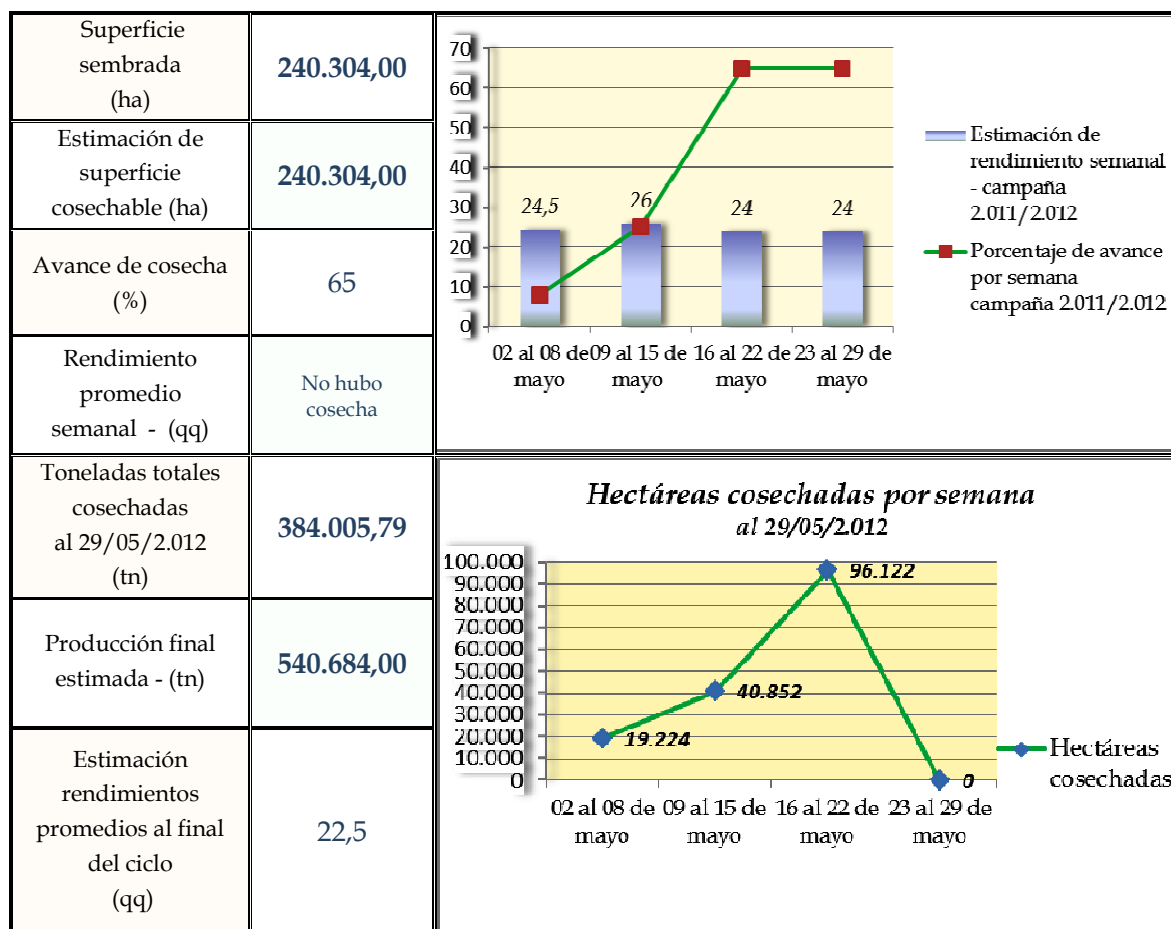 Superficie
sembrada
(ha)
240.304,00
Estimación de
superficie
cosechable (ha)
240.304,00
Avance de cosecha
(%)
65
Rendimiento
promedio
semanal - (qq)
No hubo
cosecha
Toneladas totales
cosechadas
al 29/05/2.012
(tn)
384.005,79
Producción final
estimada - (tn)
540.684,00
Estimación
rendimientos
promedios al final
del ciclo
(qq)
22,5
70
60
50
40
30
20
10
0
24,5
26
24
24
02 al 08 de
mayo
09 al 15 de
mayo
16 al 22 de
mayo
23 al 29 de
mayo
Estimación de
rendimiento semanal
- campaña
2.011/2.012
Porcentaje de avance
por semana
campaña 2.011/2.012
Hectáreas cosechadas por semana
al 29/05/2.012
100.000
90.000
80.000
70.000
60.000
50.000
40.000
30.000
20.000
10.000
0
19.224
40.852
96.122
0
02 al 08 de
mayo
09 al 15 de
mayo
16 al 22 de
mayo
23 al 29 de
mayo
Hectáreas
cosechadas